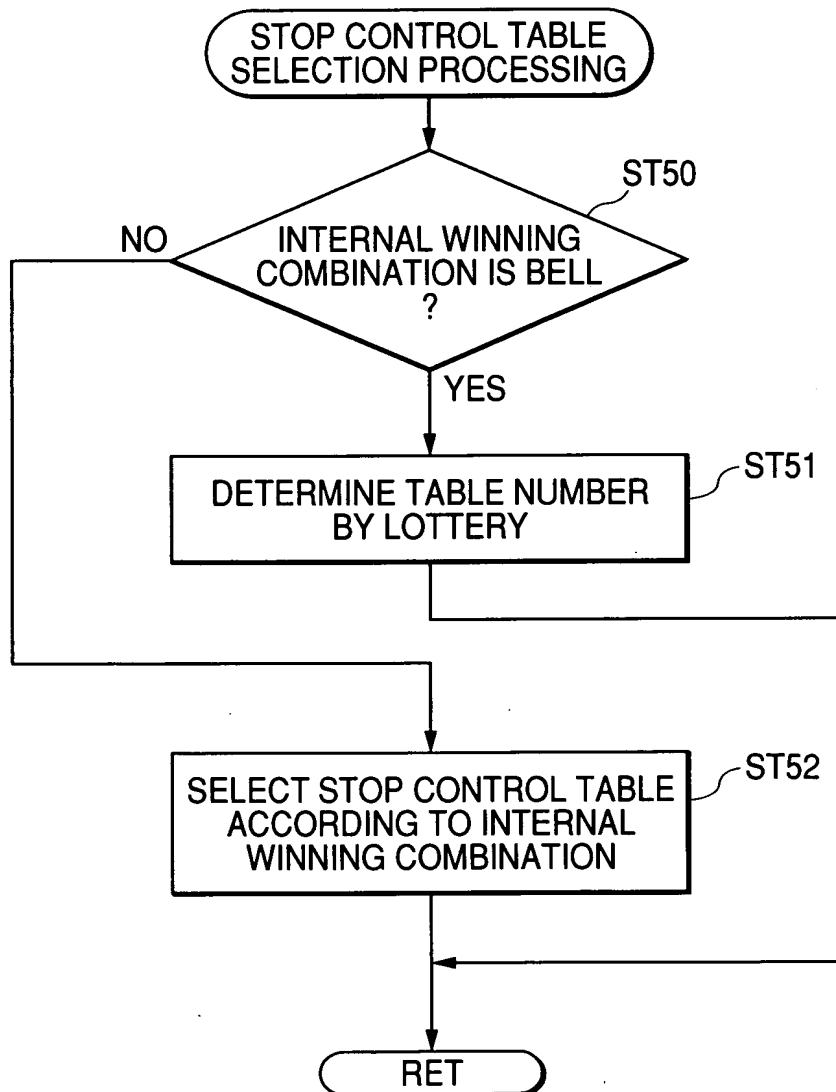 STOP CONTROL TABLE
SELECTION PROCESSING
ST50
NO
INTERNAL WINNING
COMBINATION IS BELL
?
YES
ST51
DETERMINE TABLE NUMBER
BY LOTTERY
ST52
SELECT STOP CONTROL TABLE
ACCORDING TO INTERNAL
WINNING COMBINATION
RET